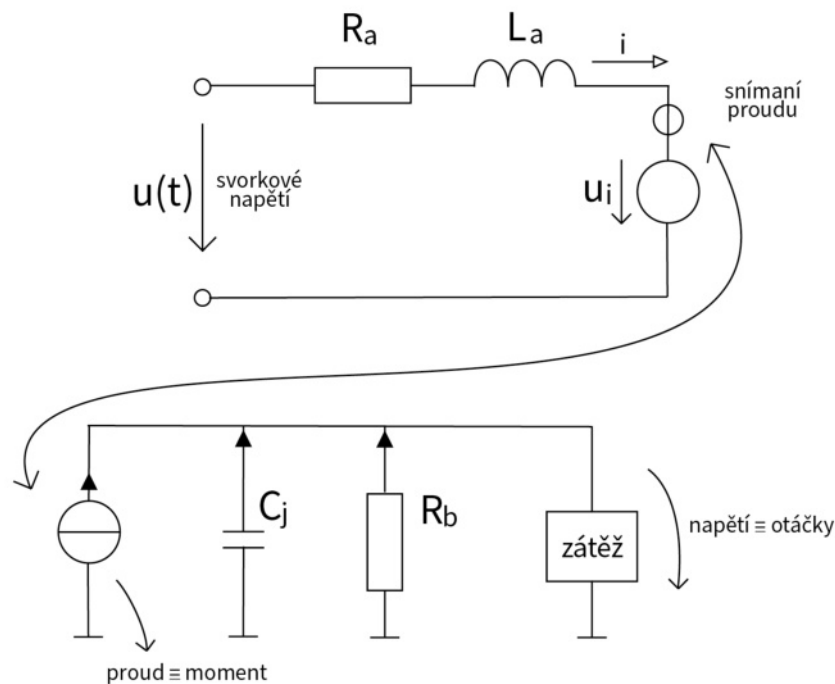 Ra
La
i
snímaní
proudu
u(t)
svorkové
napětí
ui
Cj
Rb
zátěž
napětí ≡ otáčky
proud ≡ moment